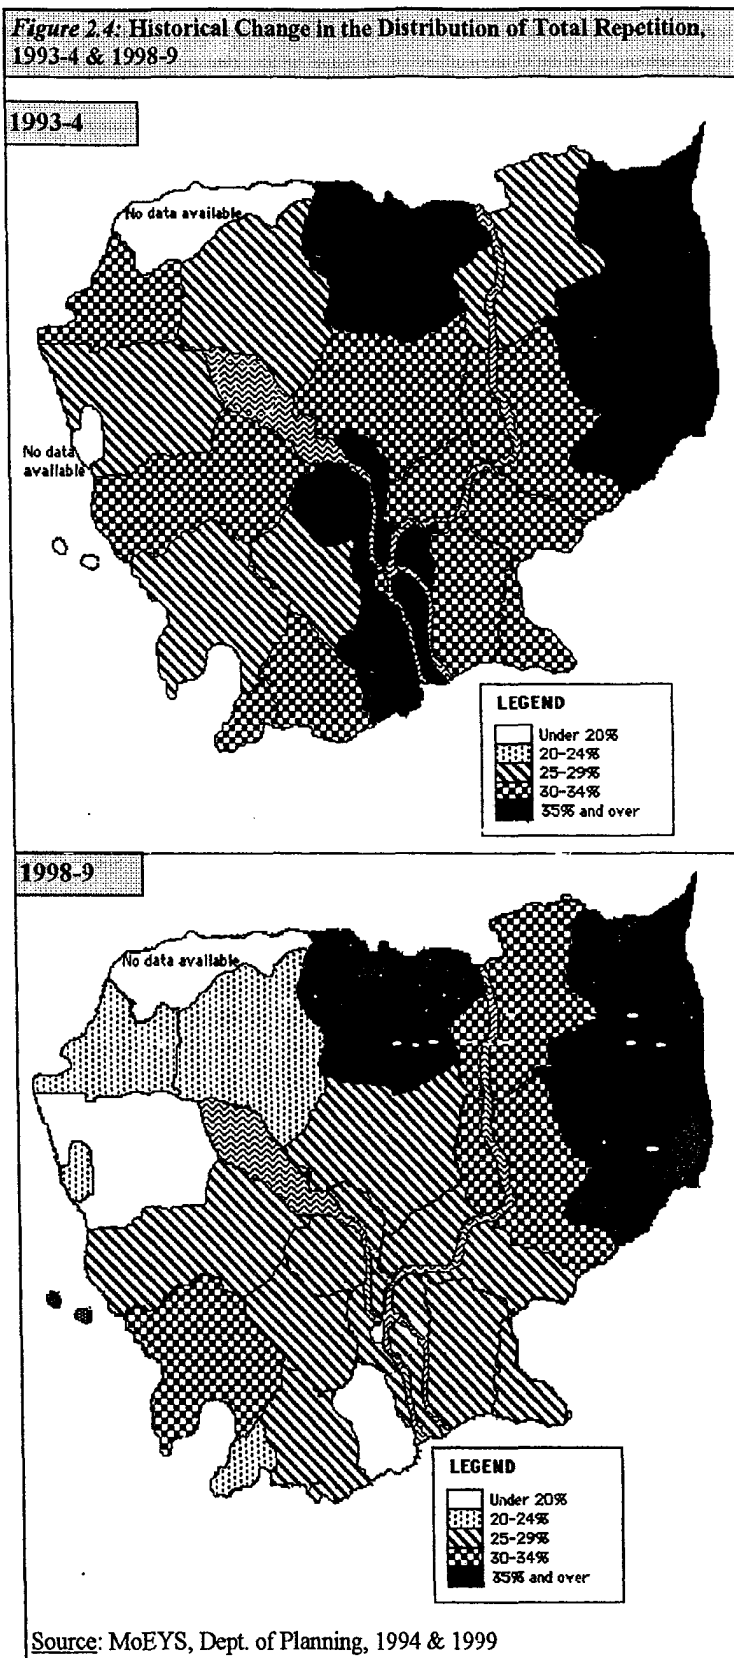 Figure 2.4: Historical Change in the Distribution of Total Repetition,
1993-4 & 1998-9
1993-4
No data available
No data
available
LEGEND
Under 20%
20-24%
25-29%
30-34%
35% and over
1998-9
No data available
LEGEND
Under 20%
20-24%
25-29%
30-34%
35% and over
Source: MoEYS, Dept. of Planning, 1994 & 1999